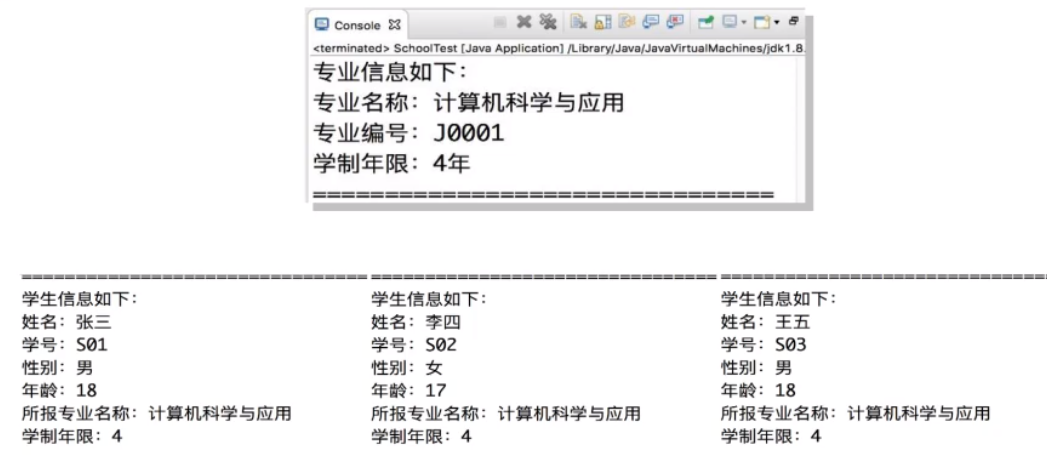 Console
<terminated> SchoolTest [Java Application] /Library/Java/JavaVirtualMachines/jdk1.8.
专业信息如下：
专业名称：计算机科学与应用
专业编号：J0001
学制年限：4年
================================
================================
学生信息如下：
姓名：张三
学号：S01
性别：男
年龄：18
所报专业名称：计算机科学与应用
学制年限：4
================================
学生信息如下：
姓名：李四
学号：S02
性别：女
年龄：17
所报专业名称：计算机科学与应用
学制年限：4
================================
学生信息如下：
姓名：王五
学号：S03
性别：男
年龄：18
所报专业名称：计算机科学与应用
学制年限：4